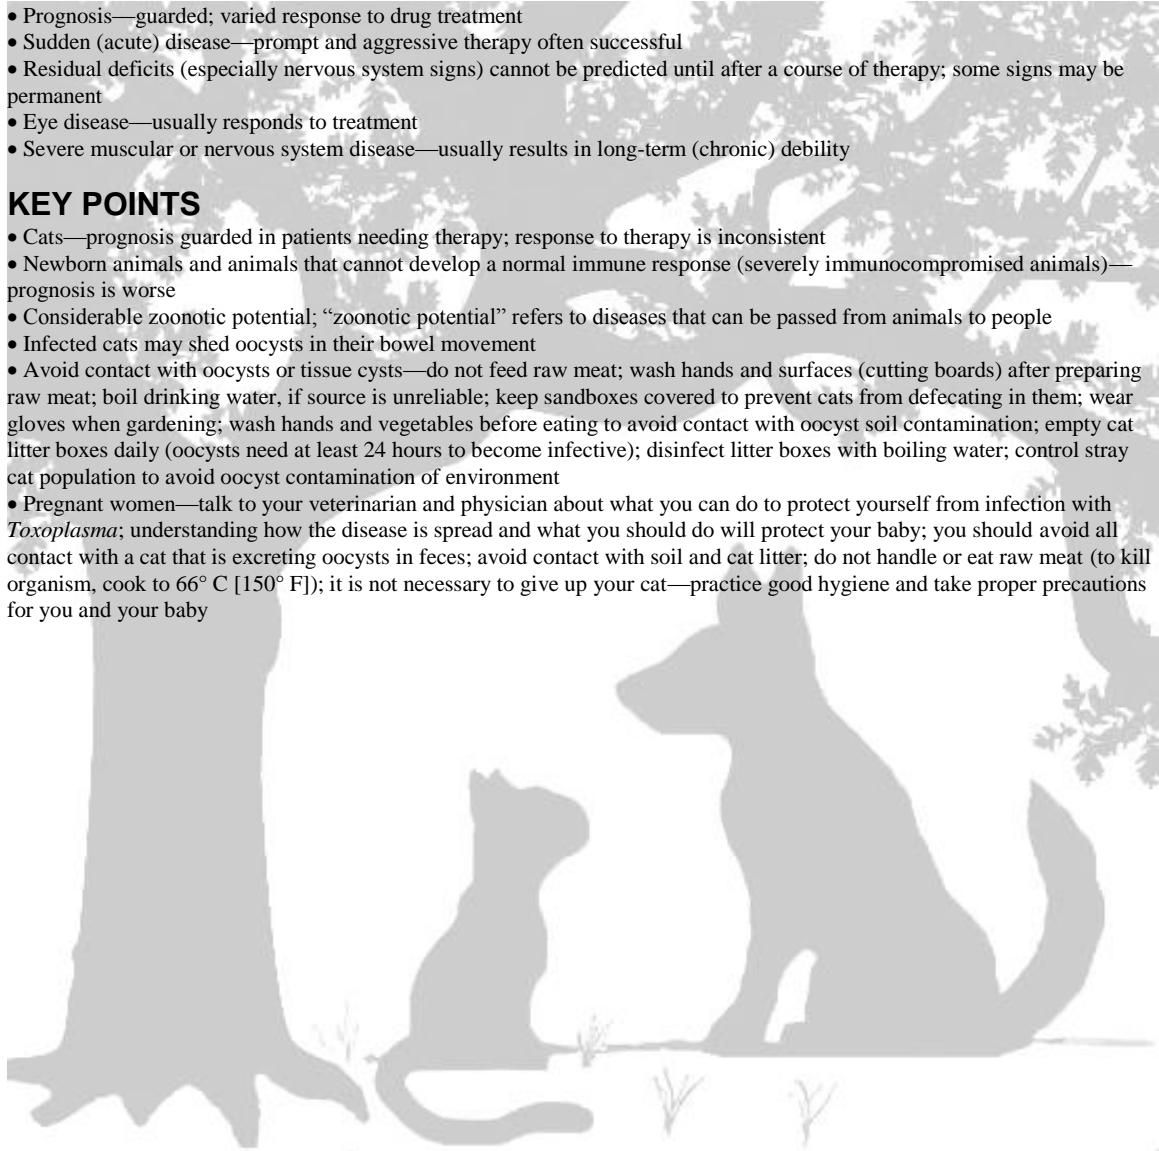 • Prognosis—guarded; varied response to drug treatment
• Sudden (acute) disease—prompt and aggressive therapy often successful
• Residual deficits (especially nervous system signs) cannot be predicted until after a course of therapy; some signs may be
permanent
• Eye disease—usually responds to treatment
• Severe muscular or nervous system disease—usually results in long-term (chronic) debility
KEY POINTS
• Cats—prognosis guarded in patients needing therapy; response to therapy is inconsistent
• Newborn animals and animals that cannot develop a normal immune response (severely immunocompromised animals)—
prognosis is worse
• Considerable zoonotic potential; “zoonotic potential” refers to diseases that can be passed from animals to people
• Infected cats may shed oocysts in their bowel movement
• Avoid contact with oocysts or tissue cysts—do not feed raw meat; wash hands and surfaces (cutting boards) after preparing
raw meat; boil drinking water, if source is unreliable; keep sandboxes covered to prevent cats from defecating in them; wear
gloves when gardening; wash hands and vegetables before eating to avoid contact with oocyst soil contamination; empty cat
litter boxes daily (oocysts need at least 24 hours to become infective); disinfect litter boxes with boiling water; control stray
cat population to avoid oocyst contamination of environment
• Pregnant women—talk to your veterinarian and physician about what you can do to protect yourself from infection with
Toxoplasma; understanding how the disease is spread and what you should do will protect your baby; you should avoid all
contact with a cat that is excreting oocysts in feces; avoid contact with soil and cat litter; do not handle or eat raw meat (to kill
organism, cook to 66° C [150° F]); it is not necessary to give up your cat—practice good hygiene and take proper precautions
for you and your baby